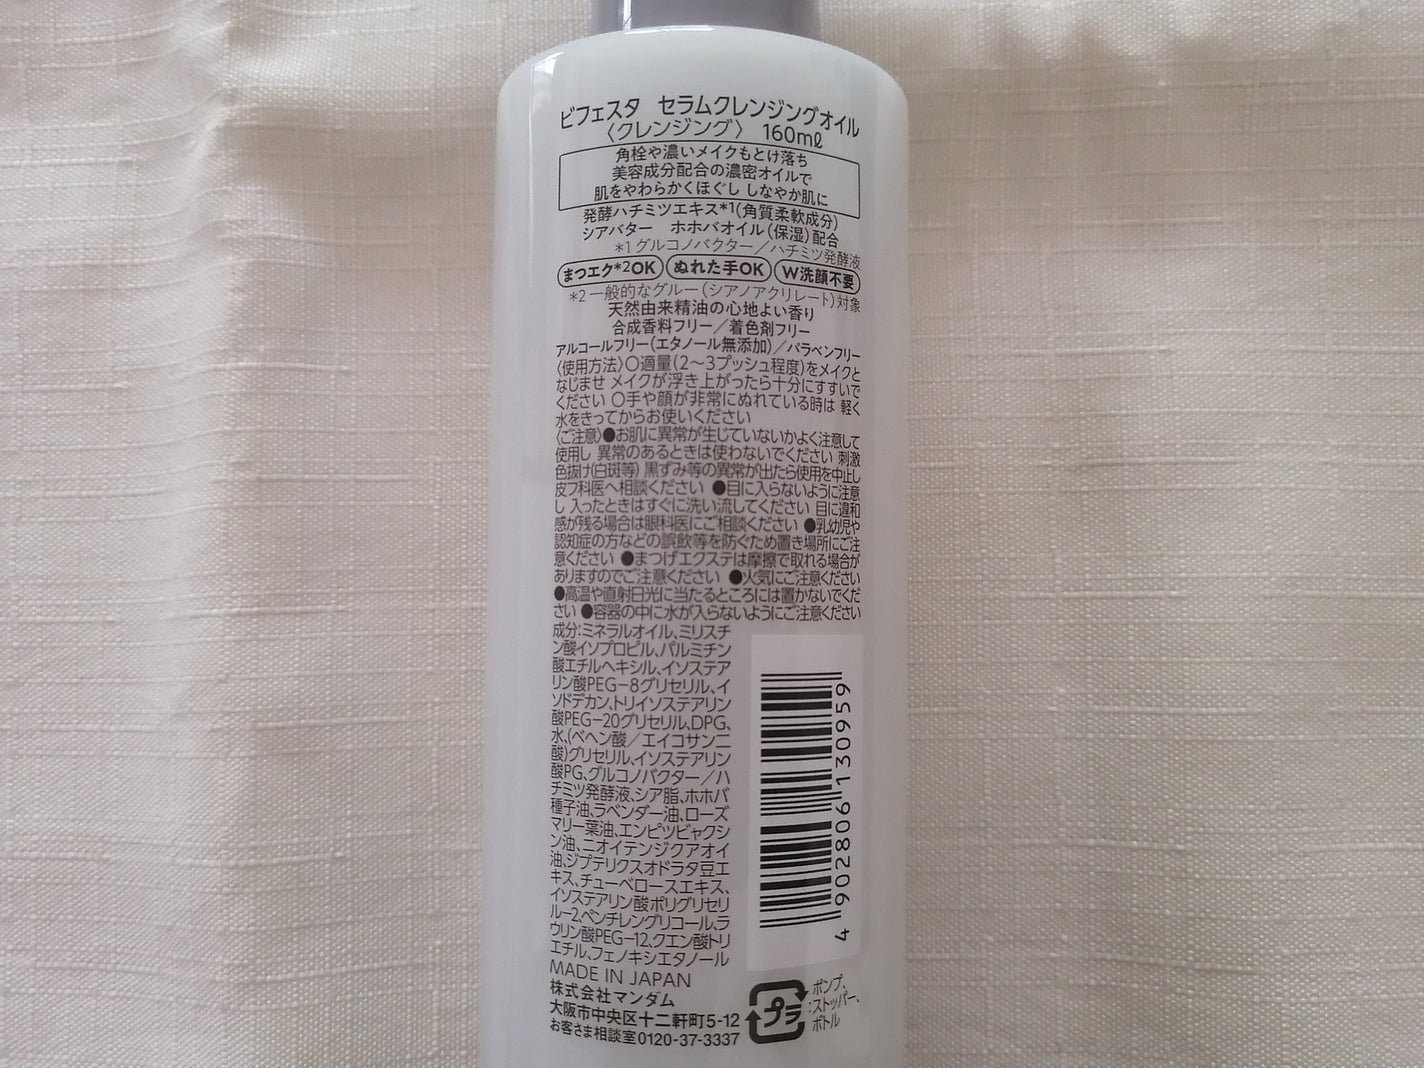 ビフェスタ セラムクレンジングオイル
〈クレンジング〉 160mℓ
角栓や濃いメイクもとけ落ち
美容成分配合の濃密オイルで
肌をやわらかくほぐし しなやか肌に
発酵ハチミツエキス*1(角質柔軟成分)
シアバター ホホバオイル(保湿)配合
*1 グルコノバクター/ハチミツ発酵液
まつエク*2OK ぬれた手OK W洗顔不要
*2 一般的なグルー(シアノアクリレート)対象
天然由来精油の心地よい香り
合成香料フリー/着色剤フリー
アルコールフリー(エタノール無添加)/パラベンフリー
〈使用方法〉○適量(2〜3プッシュ程度)をメイクと
なじませ メイクが浮き上がったら十分にすすいで
ください ○手や顔が非常にぬれている時は 軽く
水をきってからお使いください
〈ご注意〉●お肌に異常が生じていないかよく注意して
使用し 異常のあるときは使わないでください 刺激
色抜け(白斑等) 黒ずみ等の異常が出たら使用を中止し
皮フ科医へ相談ください ●目に入らないように注意
し 入ったときはすぐに洗い流してください 目に違和
感が残る場合は眼科医にご相談ください ●乳幼児や
認知症の方などの誤飲等を防ぐため置き場所にご注
意ください ●まつげエクステは摩擦で取れる場合が
ありますのでご注意ください ●火気にご注意ください
●高温や直射日光に当たるところには置かないでくだ
さい ●容器の中に水が入らないようにご注意ください
成分:ミネラルオイル、ミリスチ
ン酸イソプロピル、パルミチン
酸エチルヘキシル、イソステア
リン酸PEG-8グリセリル、イ
ソドデカン、トリイソステアリン
酸PEG-20グリセリル、DPG、
水、(ベヘン酸/エイコサン二
酸)グリセリル、イソステアリン
酸PG、グルコノバクター/ハ
チミツ発酵液、シア脂、ホホバ
種子油、ラベンダー油、ローズ
マリー葉油、エンピツビャクシ
ン油、ニオイテンジクアオイ
油、ジプテリクスオドラタ豆エ
キス、チューベロースエキス、
イソステアリン酸ポリグリセリ
ル-2、ペンチレングリコール、ラ
ウリン酸PEG-12、クエン酸トリ
エチル、フェノキシエタノール
MADE IN JAPAN
株式会社マンダム
大阪市中央区十二軒町5-12
お客さま相談室0120-37-3337
4 902806 130959
プラ
ポンプ、
ストッパー、
ボトル